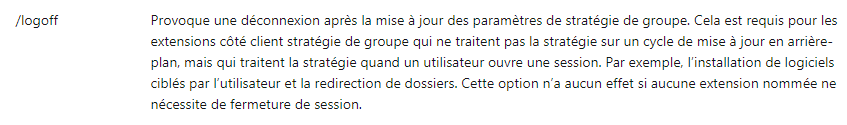 /logoff Provoque une déconnexion après la mise à jour des paramètres de stratégie de groupe. Cela est requis pour les
extensions côté client stratégie de groupe qui ne traitent pas la stratégie sur un cycle de mise à jour en arrière-
plan, mais qui traitent la stratégie quand un utilisateur ouvre une session. Par exemple, l’installation de logiciels
ciblés par l’utilisateur et la redirection de dossiers. Cette option n’a aucun effet si aucune extension nommée ne
nécessite de fermeture de session.